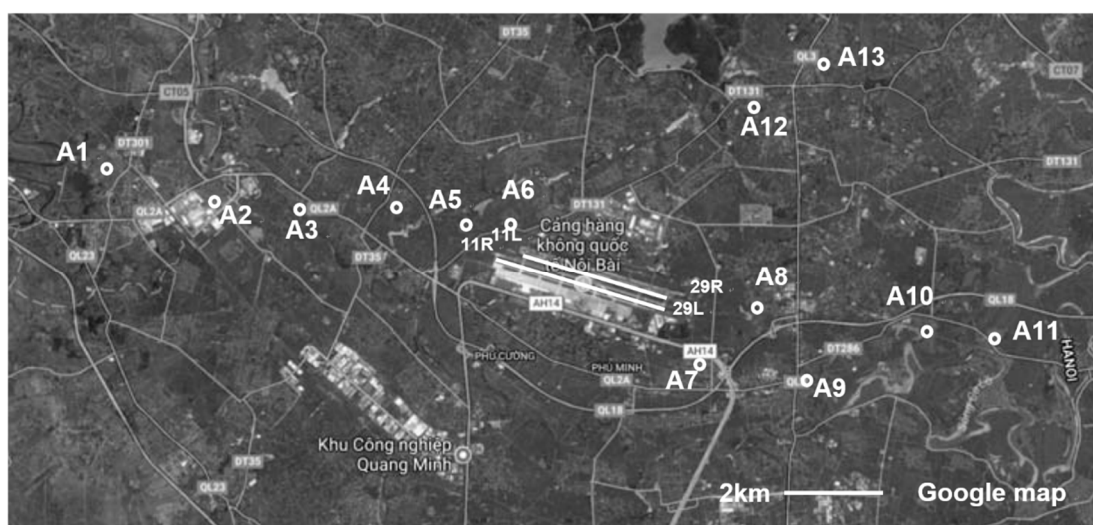 DT35
QL3
A13
CT07
CT05
DT131
A12
DT301
A1
DT131
A4
QL2A
A2
QL2A
A3
A5
A6
DT131
11R
11L
Cảng hàng
không quốc
tế Nội Bài
QL23
DT35
29R
A8
AH14
29L
A10
QL18
A11
HANOI
PHÚ CƯỜNG
AH14
DT286
PHÚ MINH
A7
QL2A
A9
QL18
Khu Công nghiệp
Quang Minh
DT35
QL23
2km
Google map